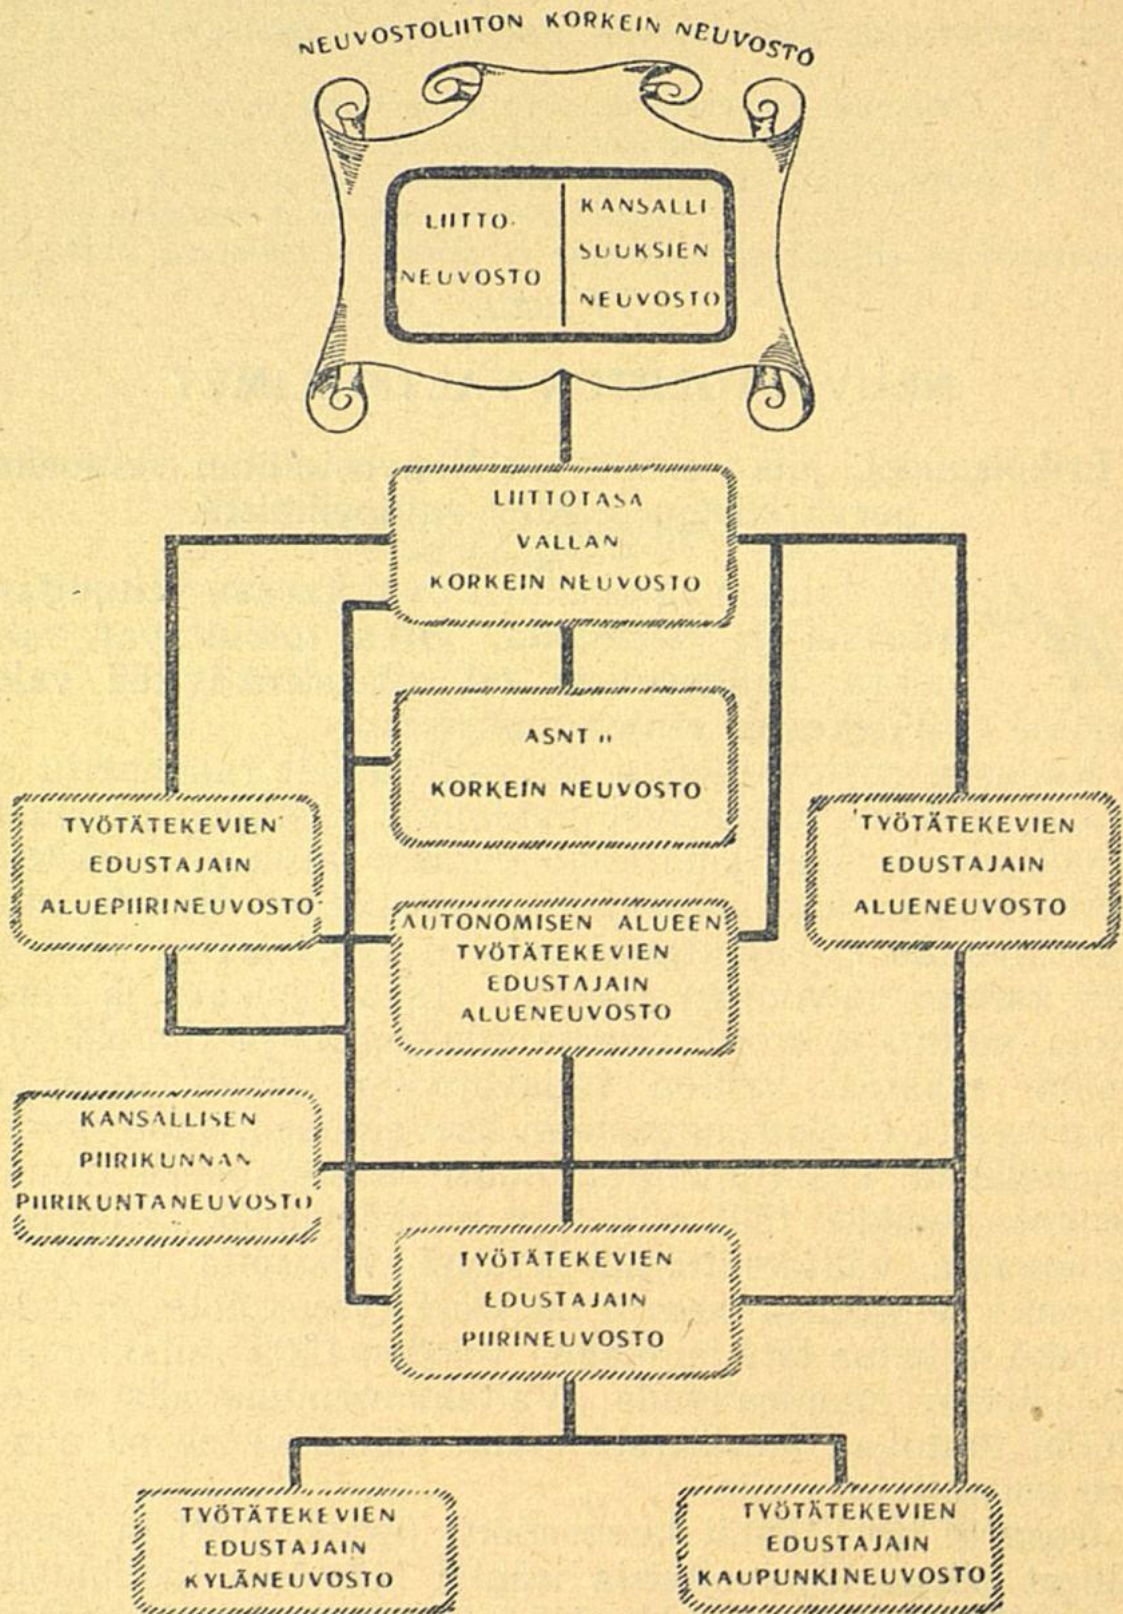 NEUVOSTOLIITON KORKEIN NEUVOSTO
LIITTO-
NEUVOSTO
KANSALLI
SUUKSIEN
NEUVOSTO
LIITTOTASA
VALLAN
KORKEIN NEUVOSTO
ASNT n
KORKEIN NEUVOSTO
TYÖTÄTEKEVIEN
EDUSTAJAIN
ALUEPIIRINEUVOSTO
AUTONOMISEN ALUEEN
TYÖTÄTEKEVIEN
EDUSTAJAIN
ALUENEUVOSTO
TYÖTÄTEKEVIEN
EDUSTAJAIN
ALUENEUVOSTO
KANSALLISEN
PIIRIKUNNAN
PIIRIKUNTANEUVOSTO
TYÖTÄTEKEVIEN
EDUSTAJAIN
PIIRINEUVOSTO
TYÖTÄTEKEVIEN
EDUSTAJAIN
KYLÄNEUVOSTO
TYÖTÄTEKEVIEN
EDUSTAJAIN
KAUPUNKINEUVOSTO